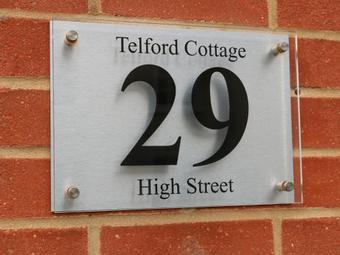 Telford Cottage
29
High Street